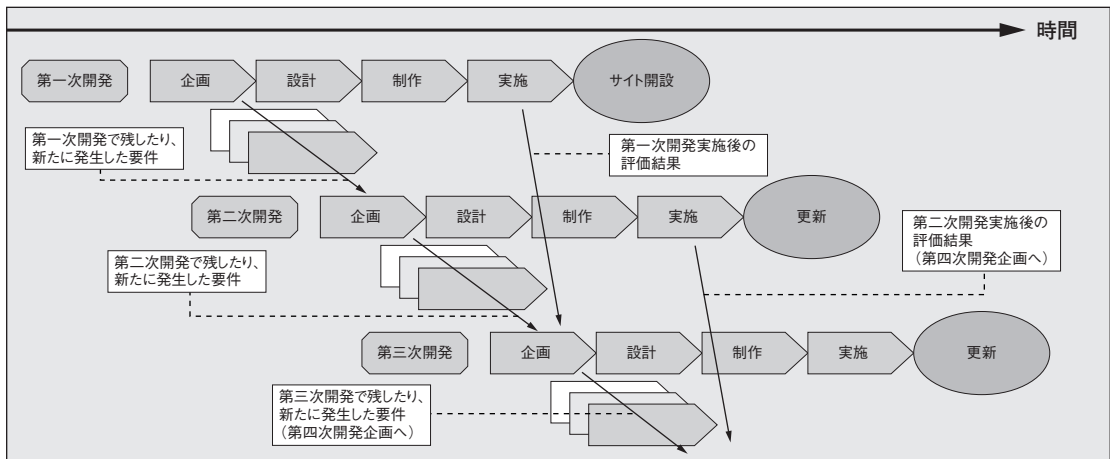 時間
第一次開発
企画
設計
制作
実施
サイト開設
第一次開発で残したり、
新たに発生した要件
第一次開発実施後の
評価結果
第二次開発
企画
設計
制作
実施
更新
第二次開発実施後の
評価結果
（第四次開発企画へ）
第二次開発で残したり、
新たに発生した要件
第三次開発
企画
設計
制作
実施
更新
第三次開発で残したり、
新たに発生した要件
（第四次開発企画へ）